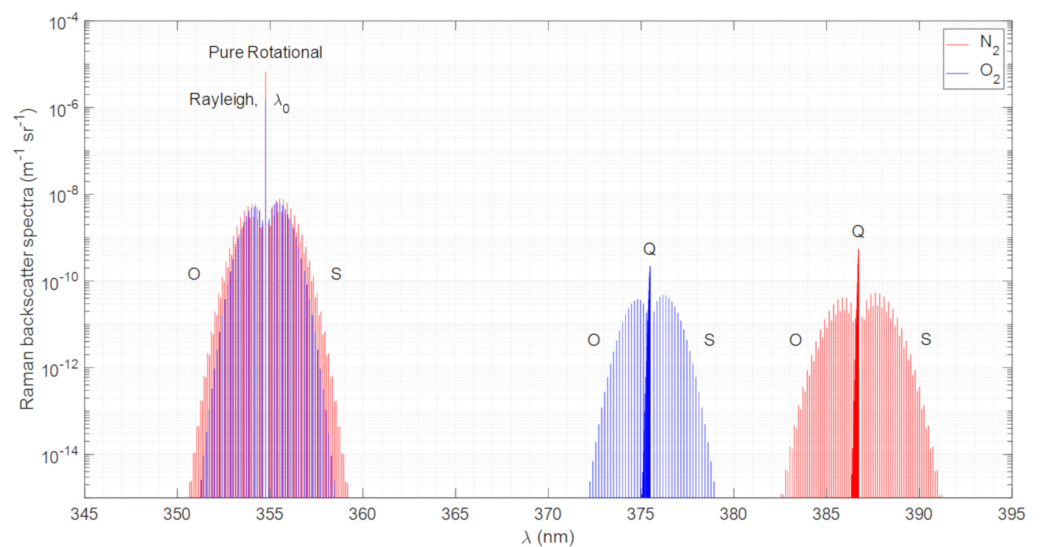 Raman backscatter spectra (m⁻¹ sr⁻¹)
10⁻⁴
10⁻⁶
10⁻⁸
10⁻¹⁰
10⁻¹²
10⁻¹⁴
Pure Rotational
Rayleigh, λ₀
N₂
O₂
O
S
O
Q
S
O
Q
S
345
350
355
360
365
370
375
380
385
390
395
λ (nm)